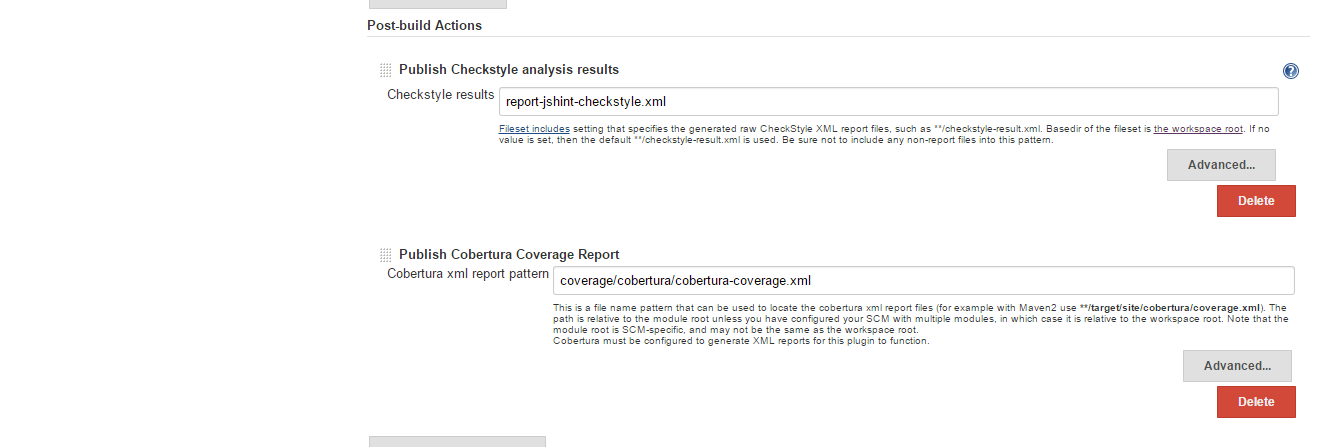 Post-build Actions
Publish Checkstyle analysis results
Checkstyle results
report-jshint-checkstyle.xml
Fileset includes setting that specifies the generated raw CheckStyle XML report files, such as **/checkstyle-result.xml. Basedir of the fileset is the workspace root. If no
value is set, then the default **/checkstyle-result.xml is used. Be sure not to include any non-report files into this pattern.
Advanced...
Delete
Publish Cobertura Coverage Report
Cobertura xml report pattern
coverage/cobertura/cobertura-coverage.xml
This is a file name pattern that can be used to locate the cobertura xml report files (for example with Maven2 use **/target/site/cobertura/coverage.xml). The
path is relative to the module root unless you have configured your SCM with multiple modules, in which case it is relative to the workspace root. Note that the
module root is SCM-specific, and may not be the same as the workspace root.
Cobertura must be configured to generate XML reports for this plugin to function.
Advanced...
Delete